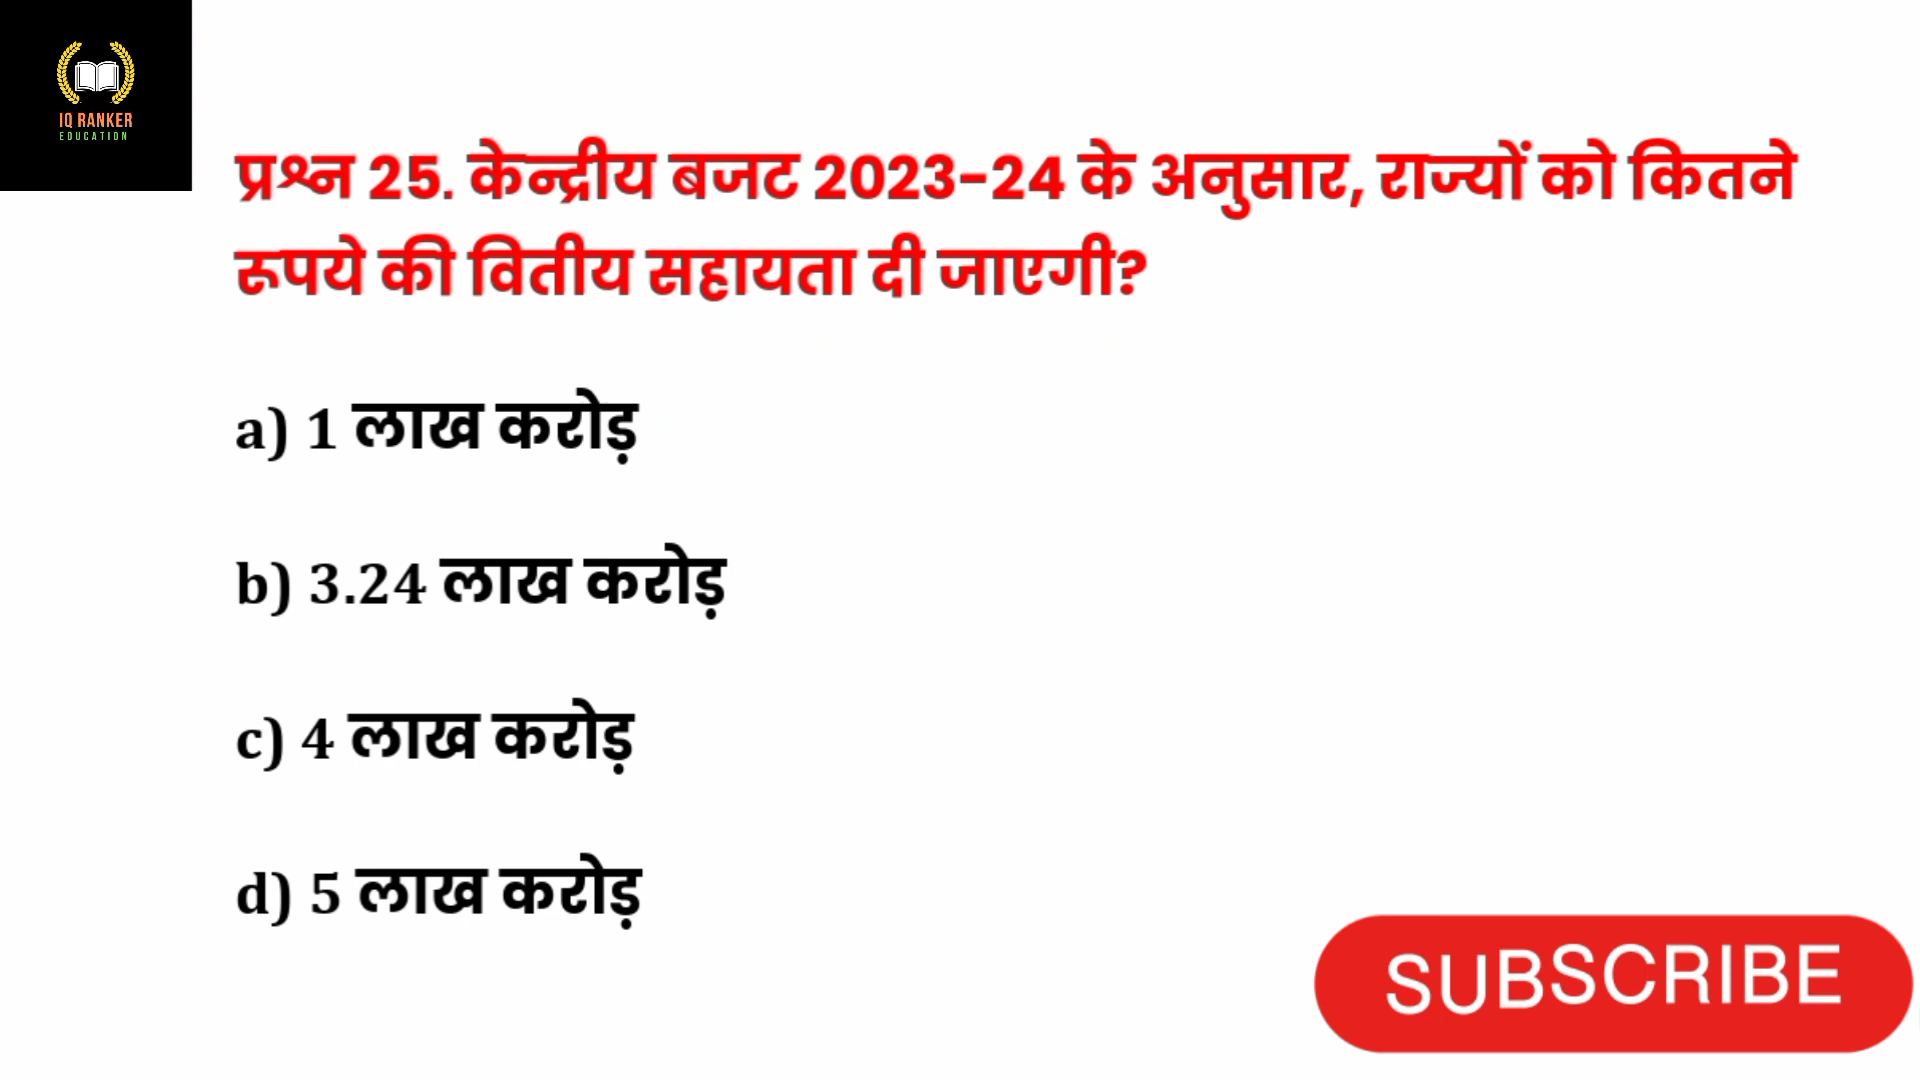 IQ RANKER
EDUCATION
प्रश्न 25. केन्द्रीय बजट 2023-24 के अनुसार, राज्यों को कितने
रूपये की वितीय सहायता दी जाएगी?
a) 1 लाख करोड़
b) 3.24 लाख करोड़
c) 4 लाख करोड़
d) 5 लाख करोड़
SUBSCRIBE